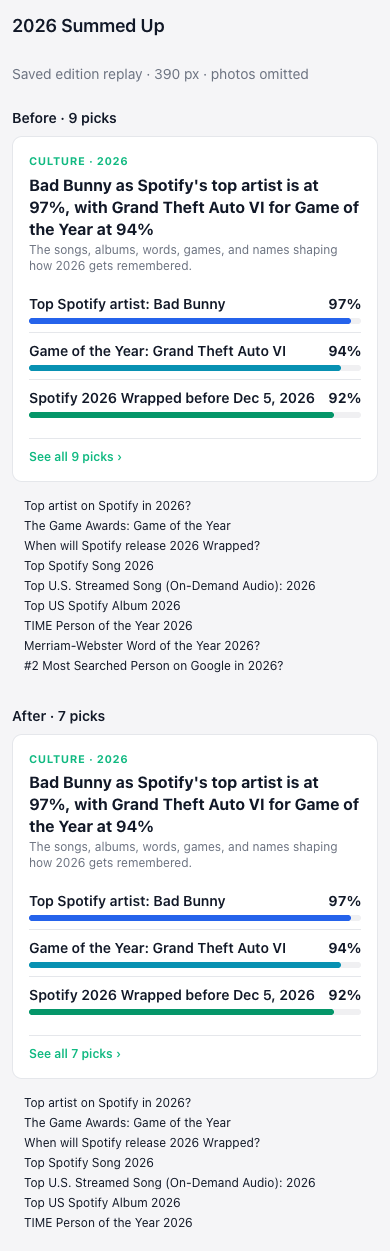 2026 Summed Up
Saved edition replay · 390 px · photos omitted
Before · 9 picks
CULTURE · 2026
Bad Bunny as Spotify's top artist is at
97%, with Grand Theft Auto VI for Game of
the Year at 94%
The songs, albums, words, games, and names shaping
how 2026 gets remembered.
Top Spotify artist: Bad Bunny 97%
Game of the Year: Grand Theft Auto VI 94%
Spotify 2026 Wrapped before Dec 5, 2026 92%
See all 9 picks ›
Top artist on Spotify in 2026?
The Game Awards: Game of the Year
When will Spotify release 2026 Wrapped?
Top Spotify Song 2026
Top U.S. Streamed Song (On-Demand Audio): 2026
Top US Spotify Album 2026
TIME Person of the Year 2026
Merriam-Webster Word of the Year 2026?
#2 Most Searched Person on Google in 2026?
After · 7 picks
CULTURE · 2026
Bad Bunny as Spotify's top artist is at
97%, with Grand Theft Auto VI for Game of
the Year at 94%
The songs, albums, words, games, and names shaping
how 2026 gets remembered.
Top Spotify artist: Bad Bunny 97%
Game of the Year: Grand Theft Auto VI 94%
Spotify 2026 Wrapped before Dec 5, 2026 92%
See all 7 picks ›
Top artist on Spotify in 2026?
The Game Awards: Game of the Year
When will Spotify release 2026 Wrapped?
Top Spotify Song 2026
Top U.S. Streamed Song (On-Demand Audio): 2026
Top US Spotify Album 2026
TIME Person of the Year 2026